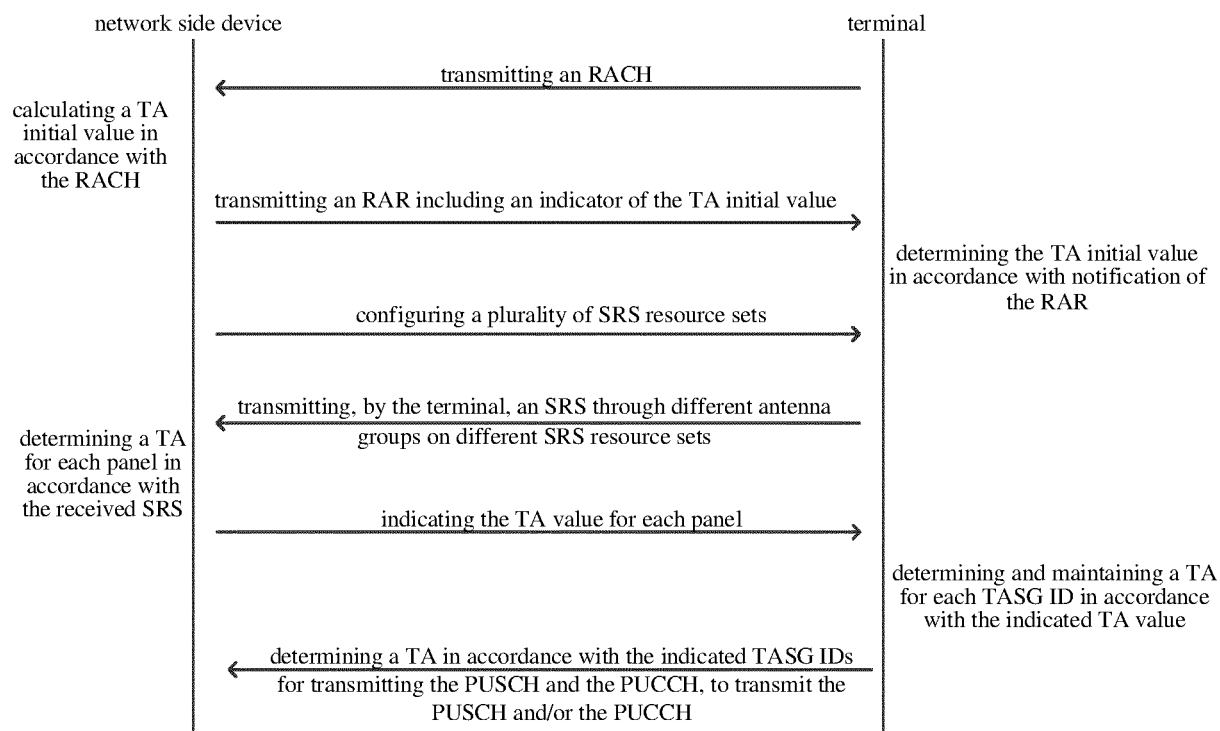 network side device
terminal
transmitting an RACH
calculating a TA
initial value in
accordance with
the RACH
transmitting an RAR including an indicator of the TA initial value
determining the TA initial value
in accordance with notification of
the RAR
configuring a plurality of SRS resource sets
transmitting, by the terminal, an SRS through different antenna
groups on different SRS resource sets
determining a TA
for each panel in
accordance with
the received SRS
indicating the TA value for each panel
determining and maintaining a TA
for each TASG ID in accordance
with the indicated TA value
determining a TA in accordance with the indicated TASG IDs
for transmitting the PUSCH and the PUCCH, to transmit the
PUSCH and/or the PUCCH